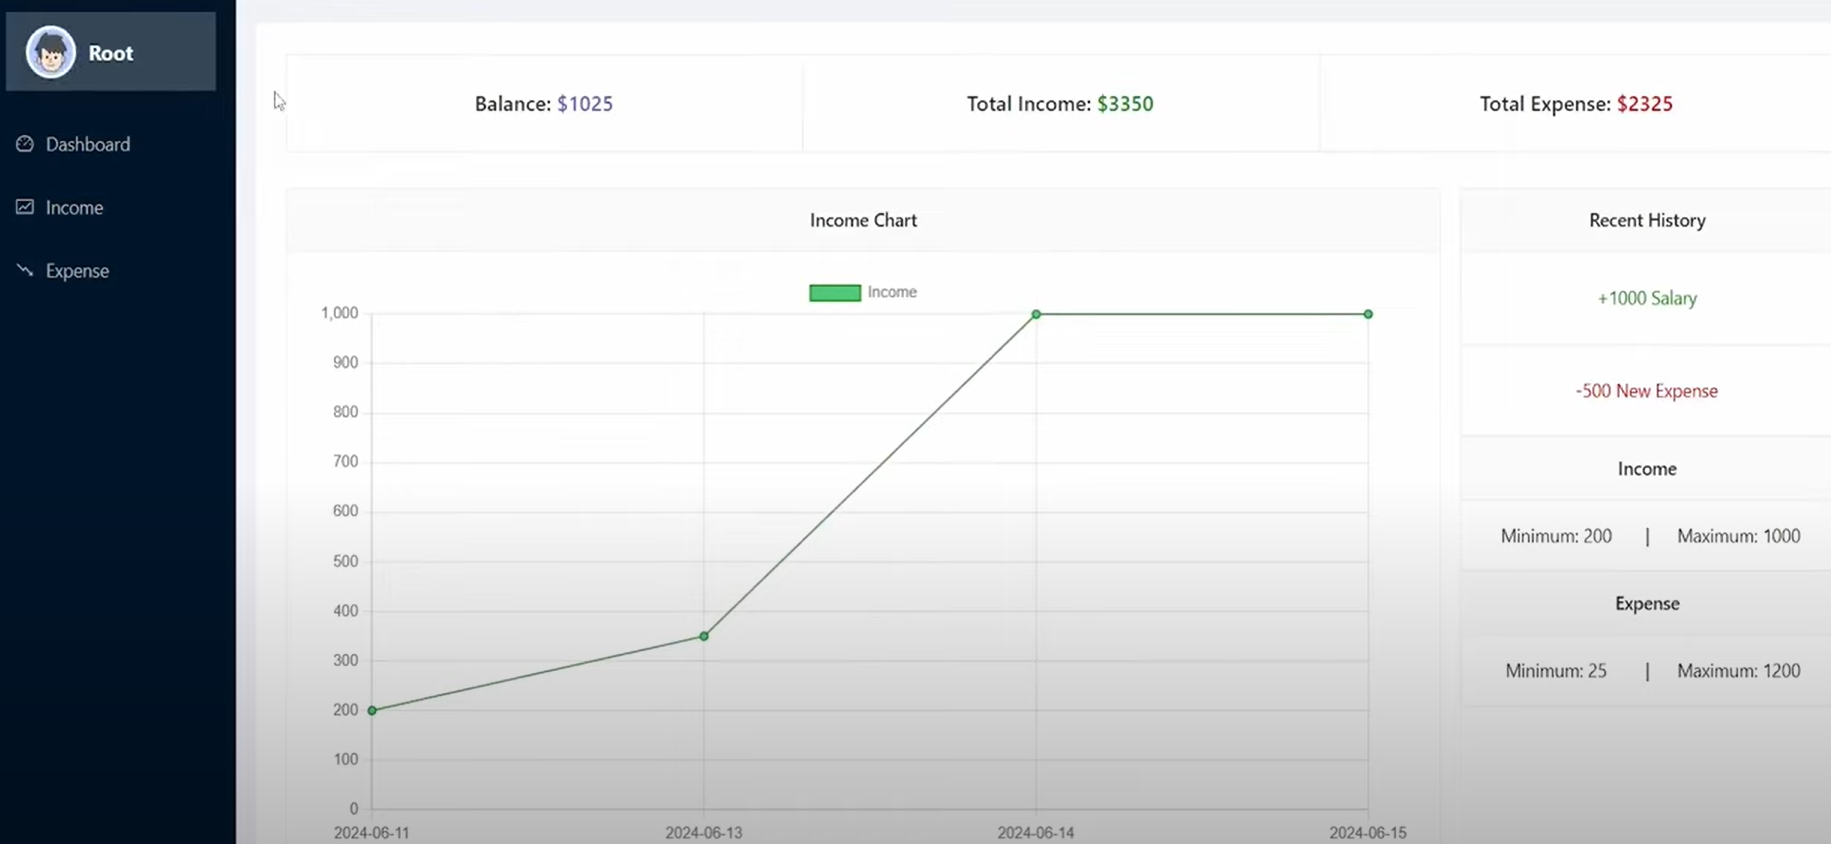 Root
Dashboard
Income
Expense
Balance: $1025
Total Income: $3350
Total Expense: $2325
Income Chart
Income
1,000
900
800
700
600
500
400
300
200
100
0
2024-06-11
2024-06-13
2024-06-14
2024-06-15
Recent History
+1000 Salary
-500 New Expense
Income
Minimum: 200 | Maximum: 1000
Expense
Minimum: 25 | Maximum: 1200